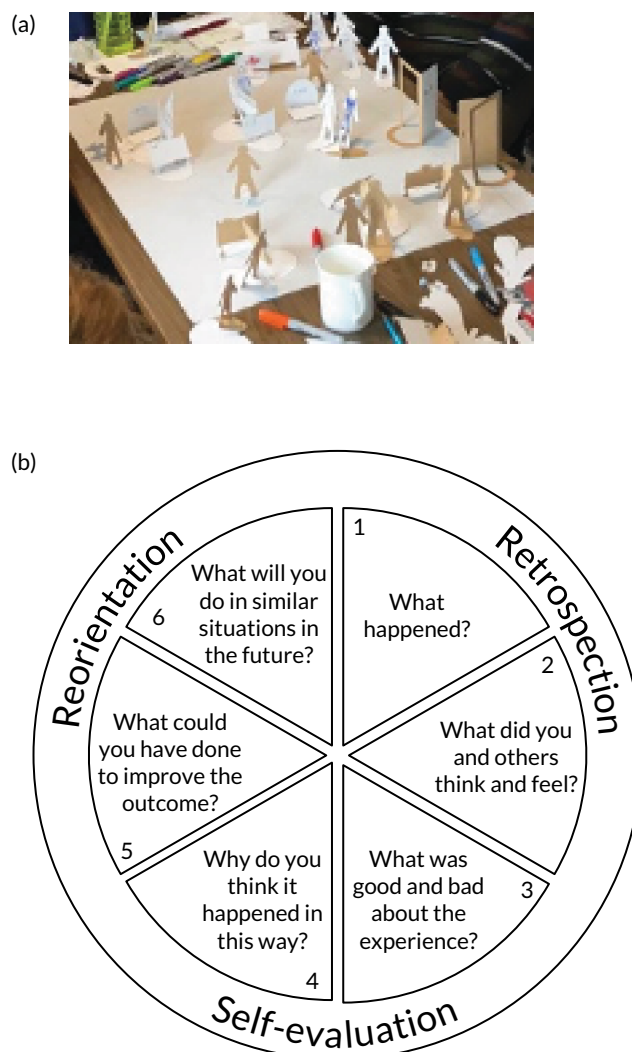 (a)
(b)
Retrospection
1
What
happened?
2
What did you
and others
think and feel?
Self-evaluation
3
What was
good and bad
about the
experience?
4
Why do you
think it
happened in
this way?
Reorientation
5
What could
you have done
to improve the
outcome?
6
What will you
do in similar
situations in
the future?